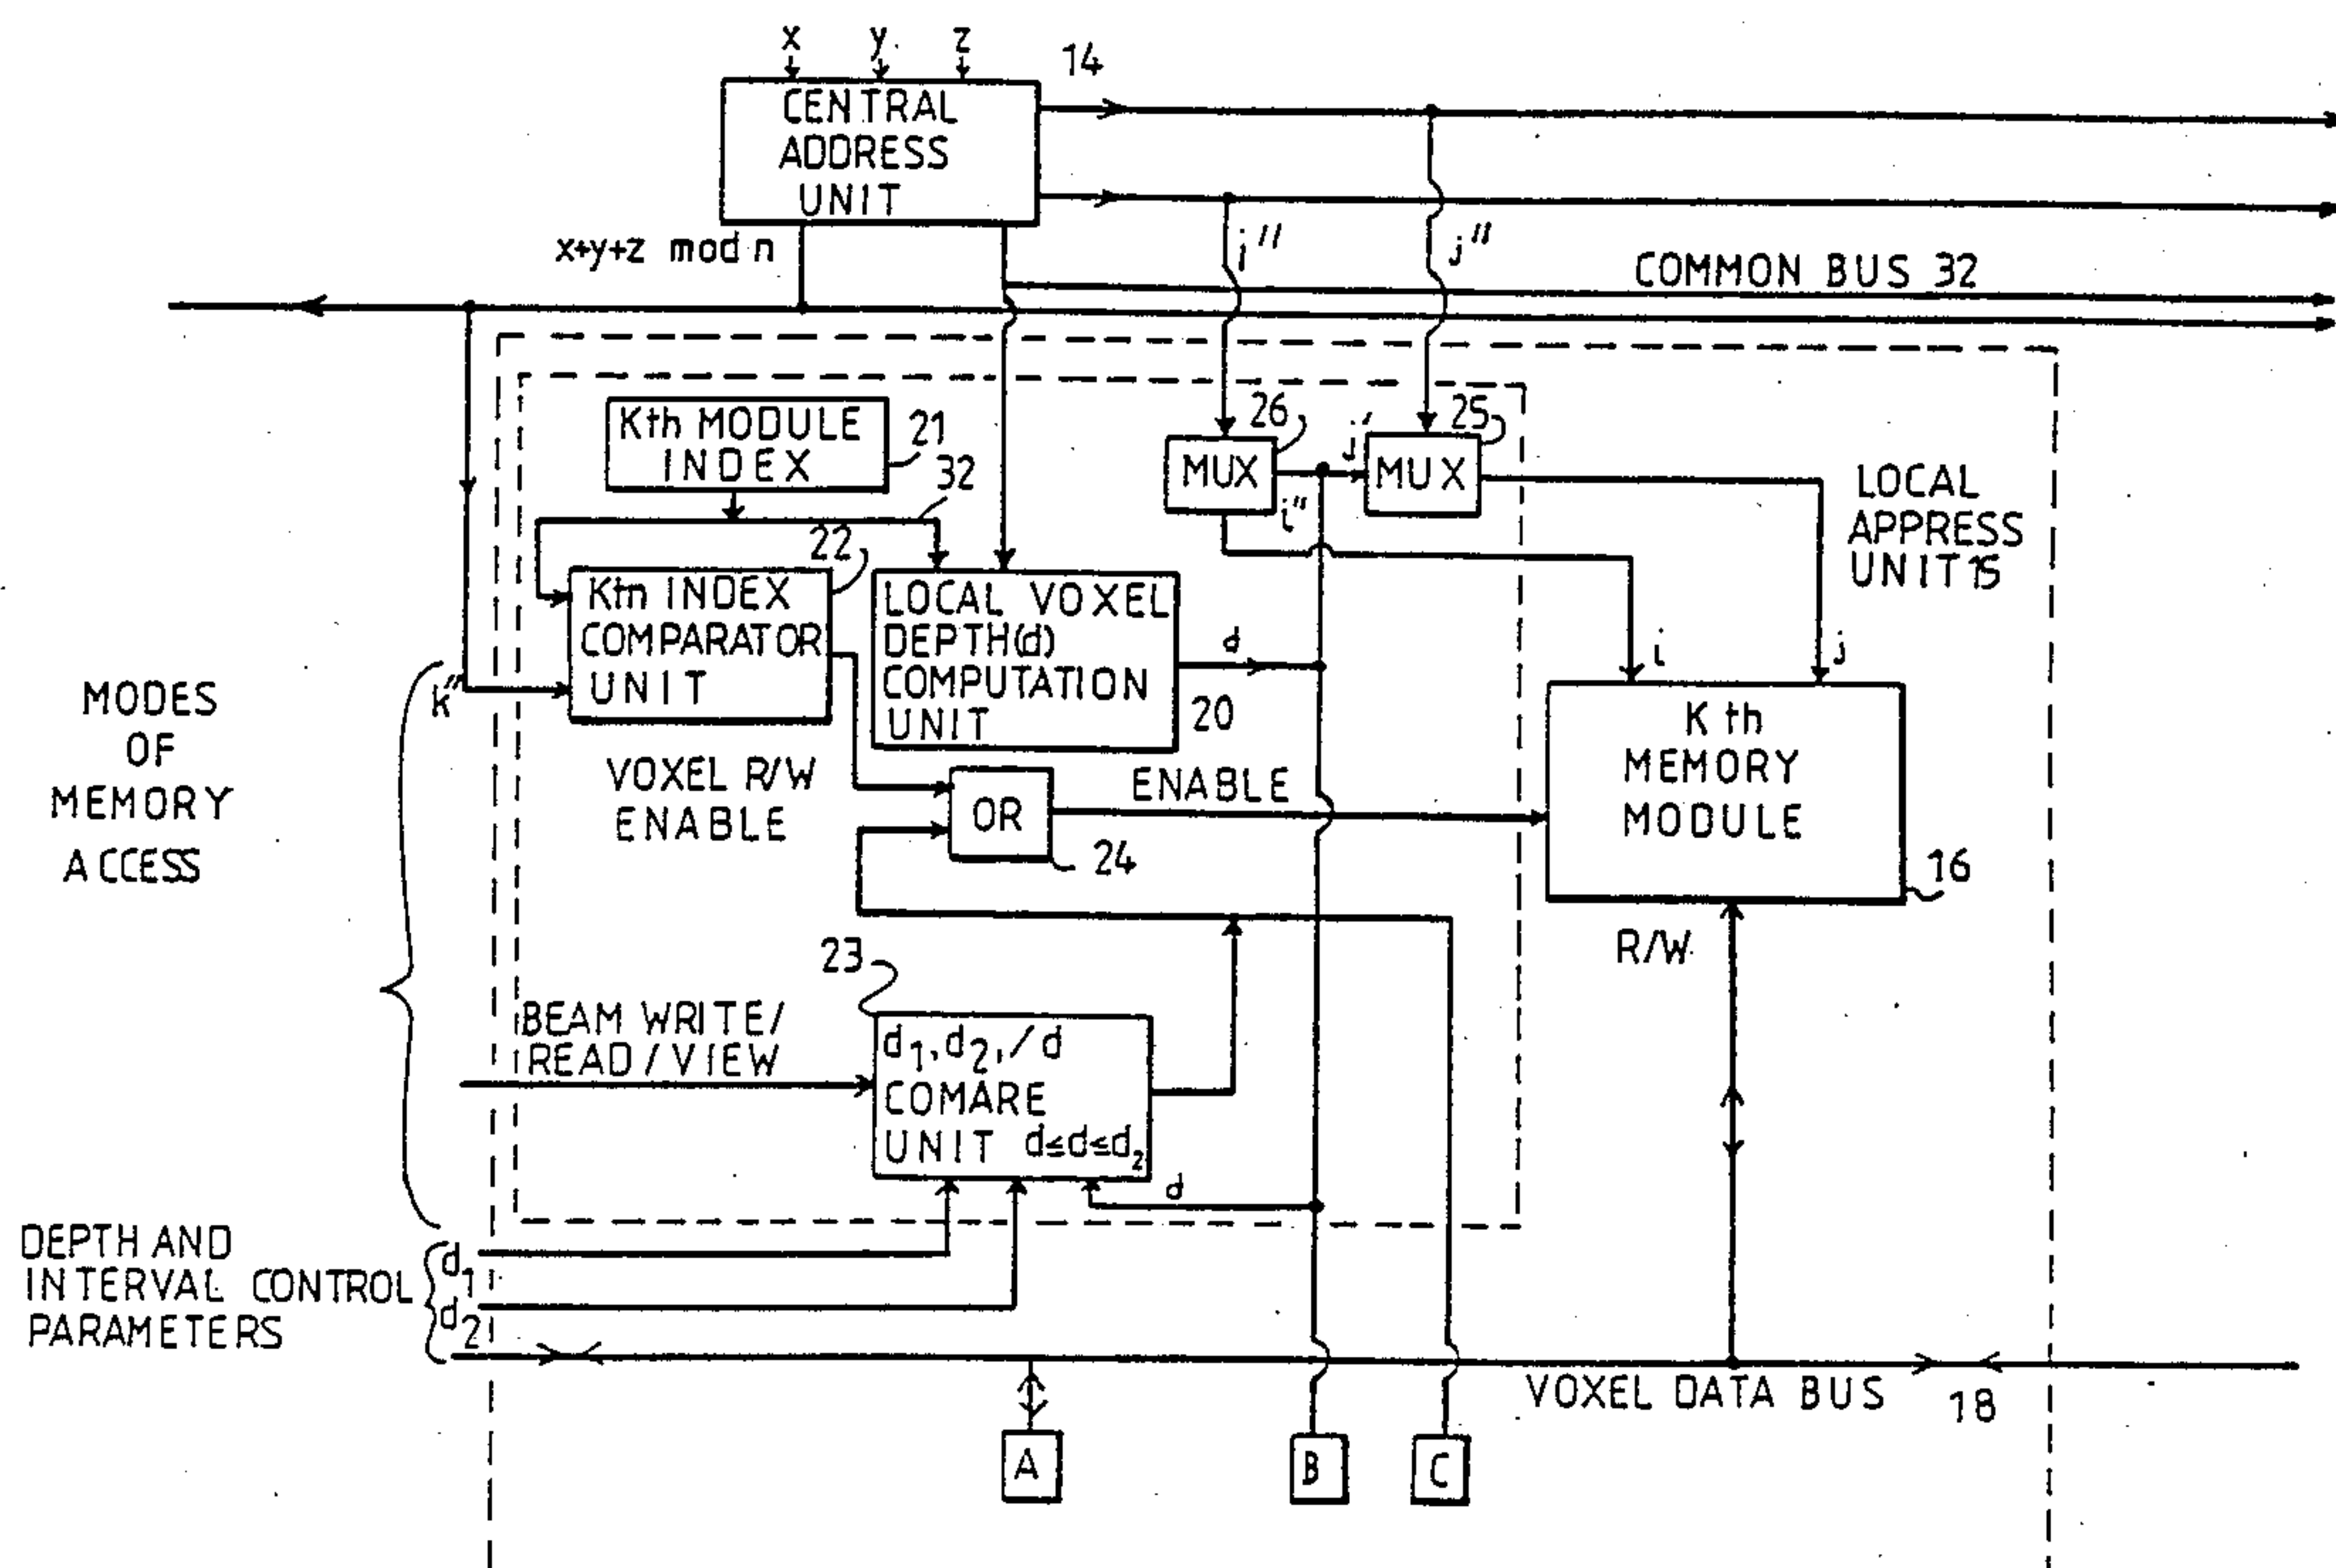 x y z
14
CENTRAL
ADDRESS
UNIT
x+y+z mod n
j" j"
COMMON BUS 32
Kth MODULE
INDEX
21
32
26
25
MUX
j'
MUX
i"
LOCAL
APPRESS
UNIT 15
22
Ktn INDEX
COMPARATOR
UNIT
LOCAL VOXEL
DEPTH(d)
COMPUTATION
UNIT
20
d
i
j
k"
MODES
OF
MEMORY
ACCESS
VOXEL R/W
ENABLE
OR
24
ENABLE
Kth
MEMORY
MODULE
16
R/W
23
BEAM WRITE/
READ/VIEW
d1,d2,/d
COMARE
UNIT d≤d≤d2
d
DEPTH AND
INTERVAL CONTROL
PARAMETERS
d1
d2
VOXEL DATA BUS
18
A
B
C